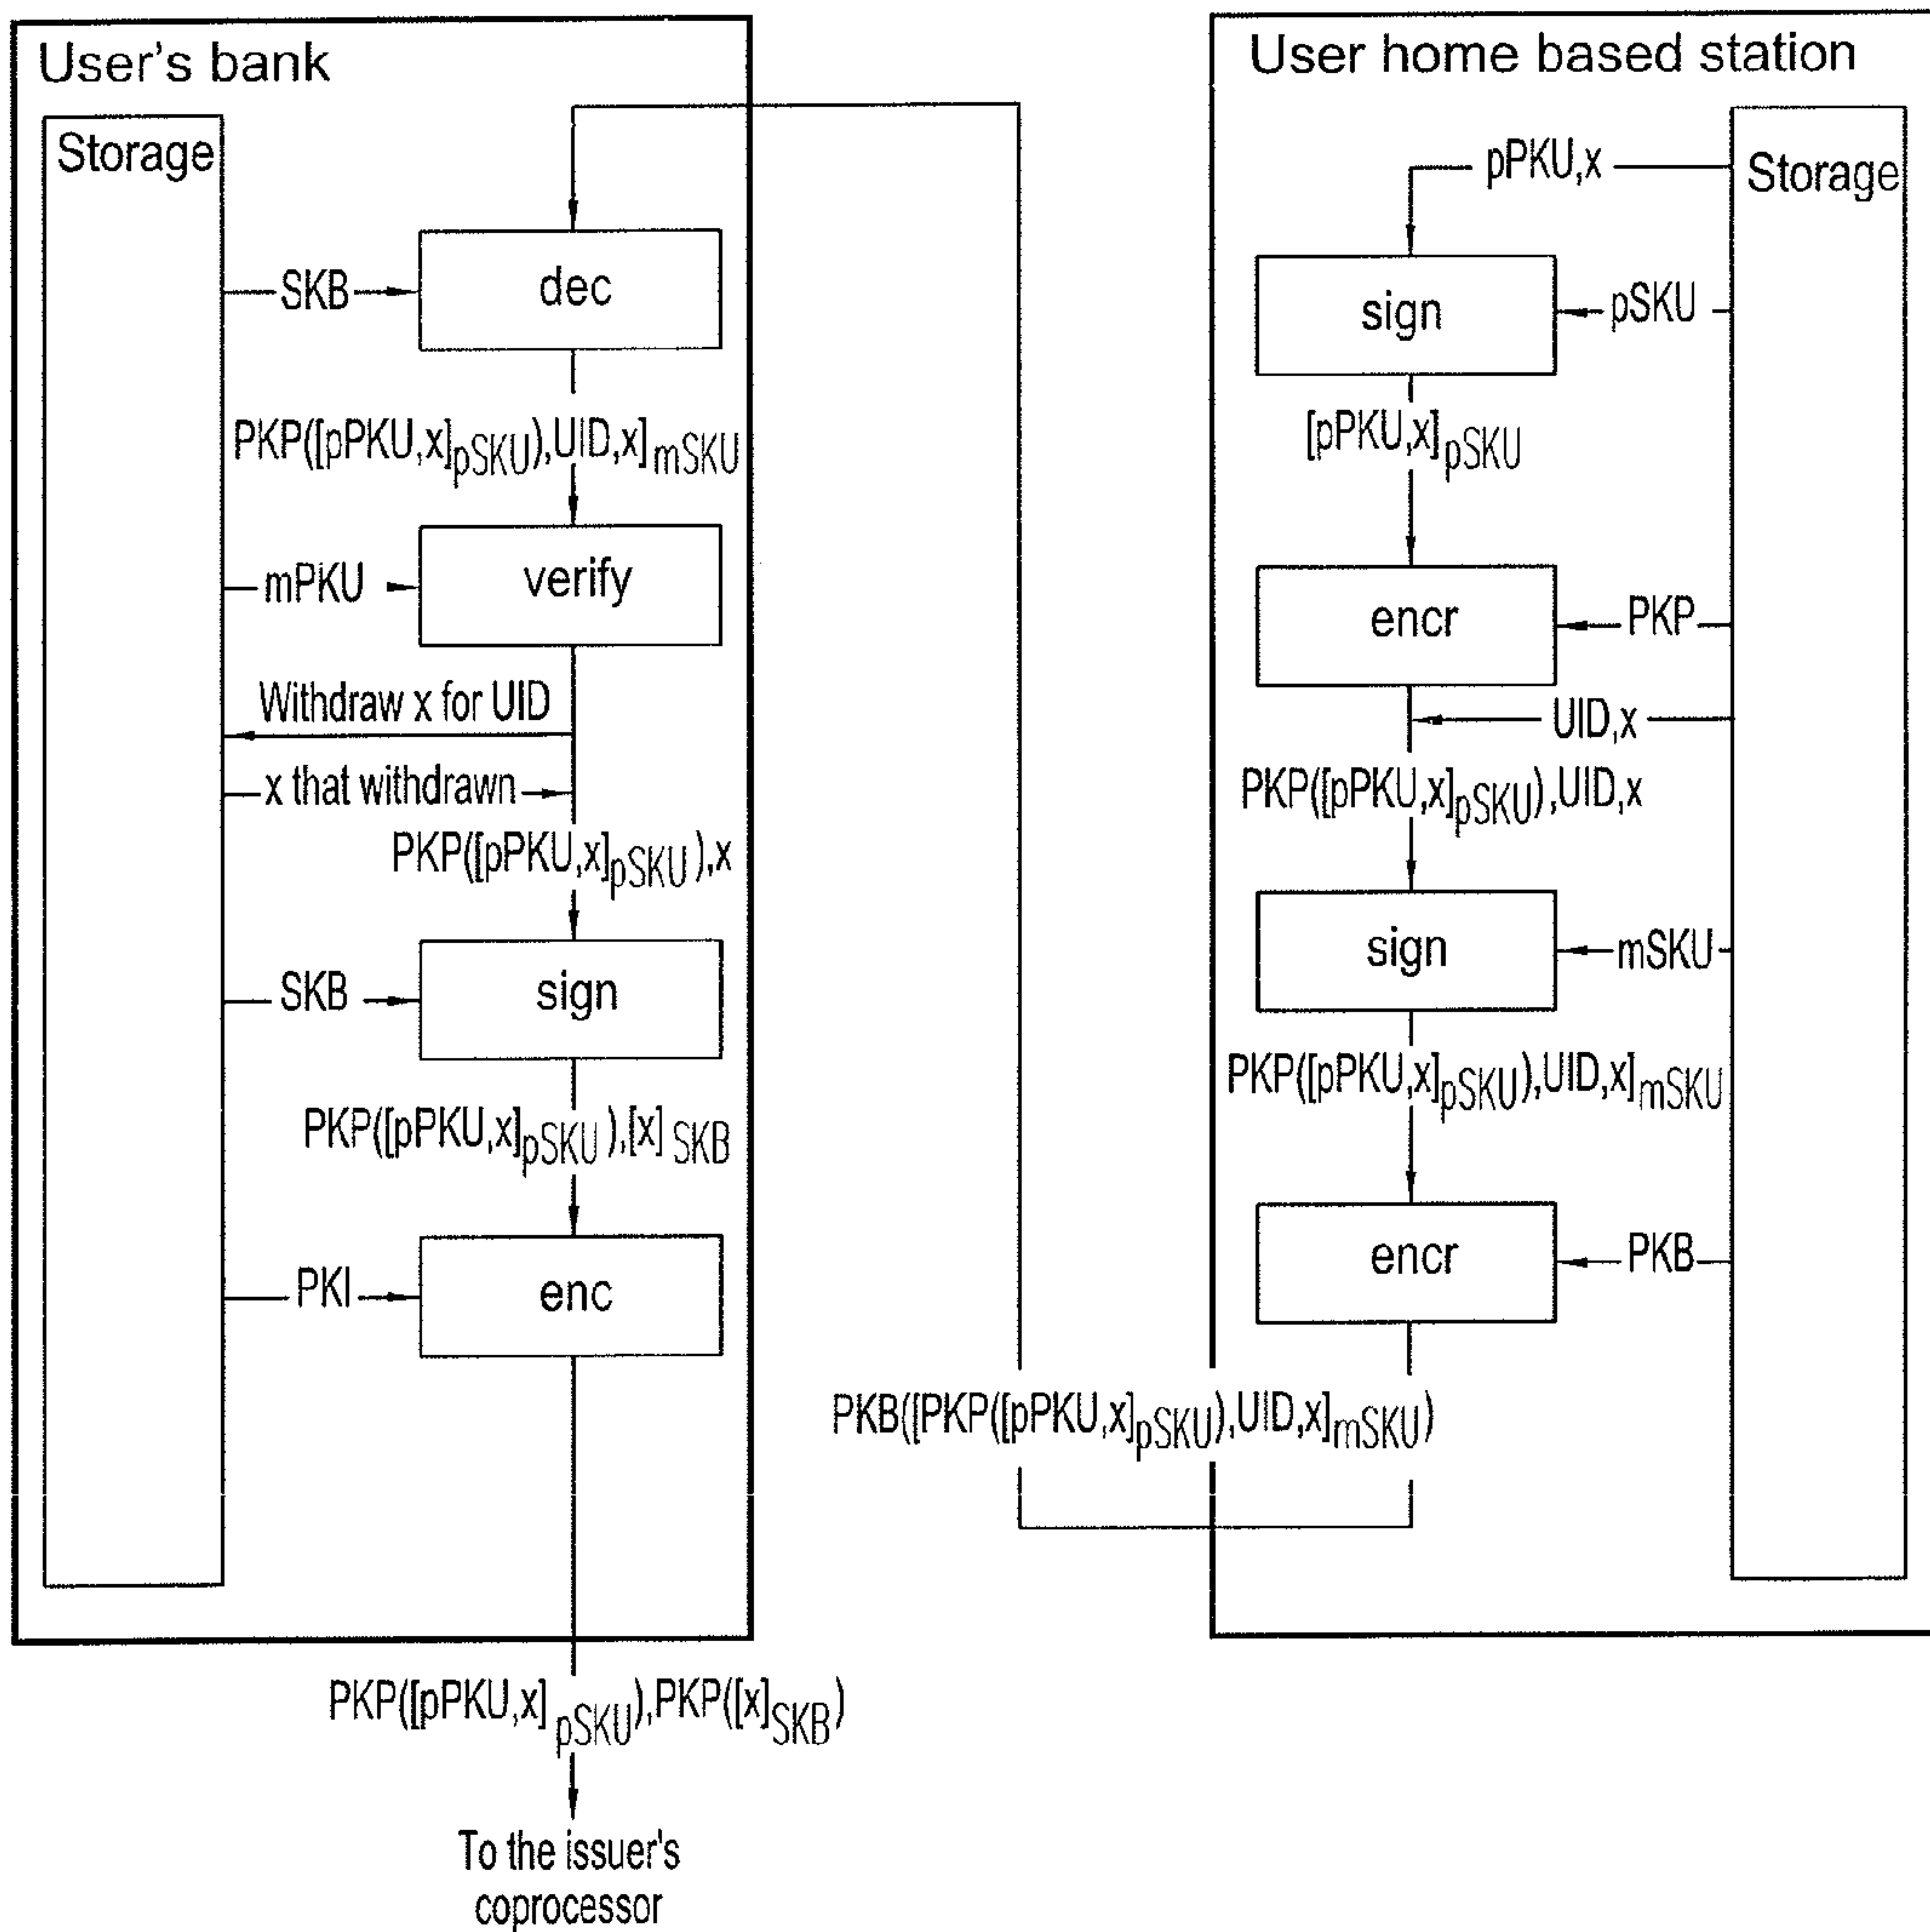 User's bank
Storage
SKB
dec
PKP([pPKU,x]pSKU),UID,x]mSKU
mPKU
verify
Withdraw x for UID
x that withdrawn
PKP([pPKU,x]pSKU),x
SKB
sign
PKP([pPKU,x]pSKU),[x] SKB
PKI
enc
PKP([pPKU,x]pSKU),PKP([x]SKB)
To the issuer's
coprocessor
User home based station
Storage
pPKU,x
sign
pSKU
[pPKU,x]pSKU
encr
PKP
UID,x
PKP([pPKU,x]pSKU),UID,x
sign
mSKU
PKP([pPKU,x]pSKU),UID,x]mSKU
encr
PKB
PKB([PKP([pPKU,x]pSKU),UID,x]mSKU)